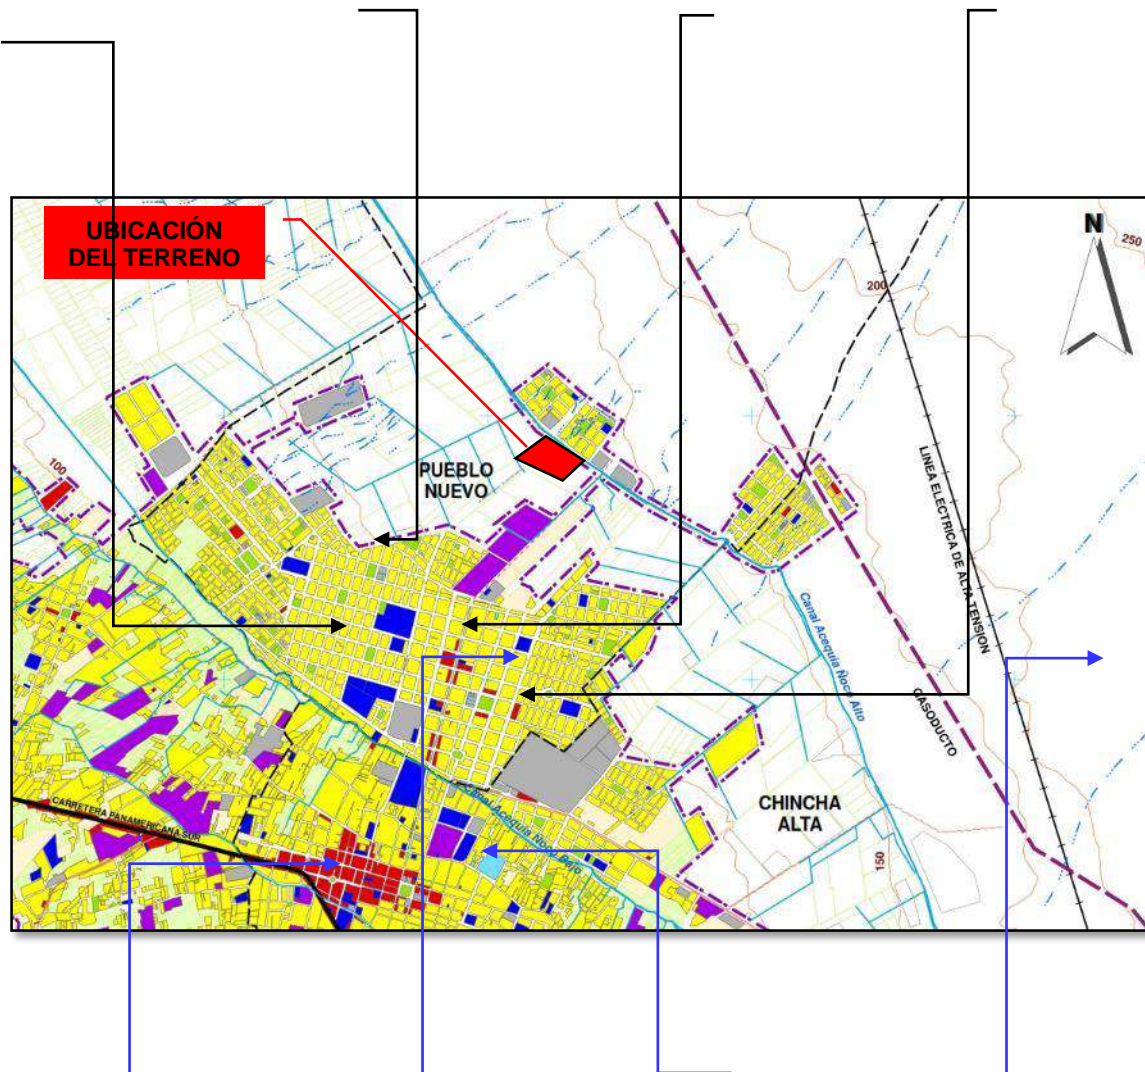 UBICACIÓN
DEL TERRENO
N
250
200
100
PUEBLO
NUEVO
LINEA ELECTRICA DE ALTA TENSION
Canal Acequia Ñoco Alto
GASODUCTO
CARRETERA PANAMERICANA SUR
Canal Acequia Ñoco Bajo
CHINCHA
ALTA
150